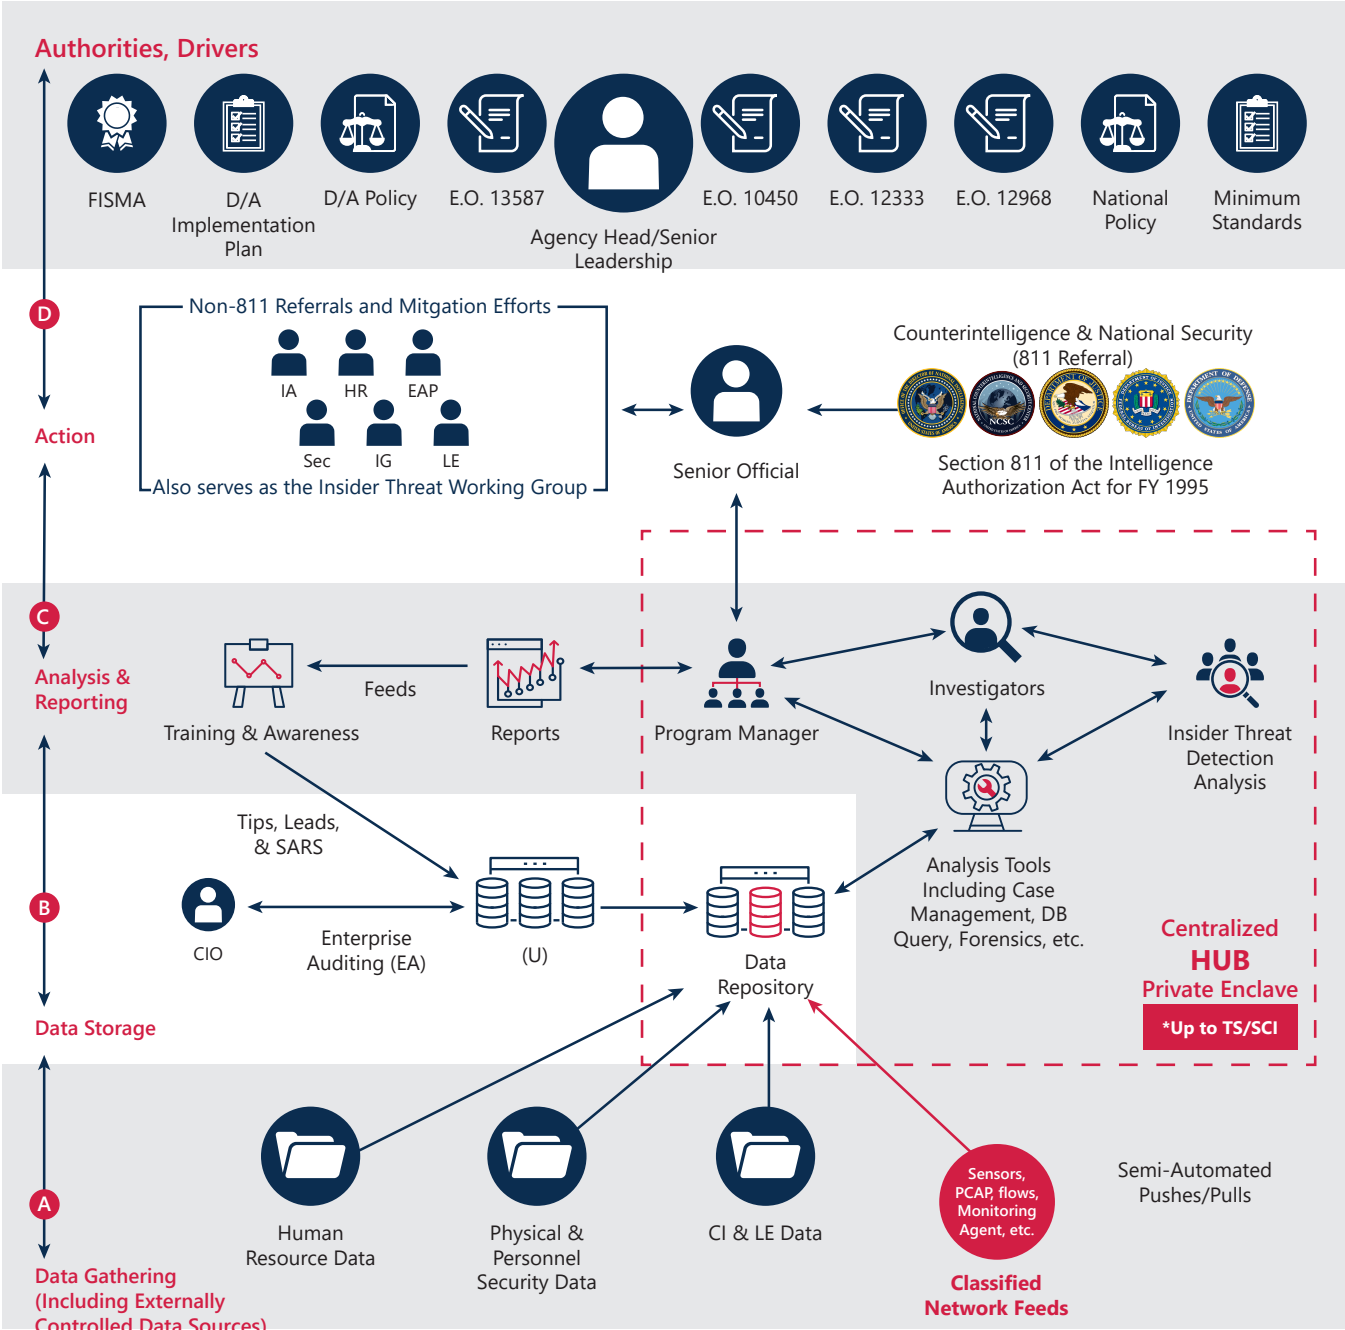 Authorities, Drivers
FISMA
D/A
Implementation
Plan
D/A Policy
E.O. 13587
Agency Head/Senior
Leadership
E.O. 10450
E.O. 12333
E.O. 12968
National
Policy
Minimum
Standards
D
Non-811 Referrals and Mitgation Efforts
IA
HR
EAP
Sec
IG
LE
Also serves as the Insider Threat Working Group
Senior Official
Counterintelligence & National Security
(811 Referral)
NCSC
Section 811 of the Intelligence
Authorization Act for FY 1995
Action
C
Analysis &
Reporting
Training & Awareness
Feeds
Reports
Program Manager
Investigators
Insider Threat
Detection
Analysis
Tips, Leads,
& SARS
B
CIO
Enterprise
Auditing (EA)
(U)
Data
Repository
Analysis Tools
Including Case
Management, DB
Query, Forensics, etc.
Centralized
HUB
Private Enclave
*Up to TS/SCI
Data Storage
A
Human
Resource Data
Physical &
Personnel
Security Data
CI & LE Data
Sensors,
PCAP, flows,
Monitoring
Agent, etc.
Classified
Network Feeds
Semi-Automated
Pushes/Pulls
Data Gathering
(Including Externally
Controlled Data Sources)